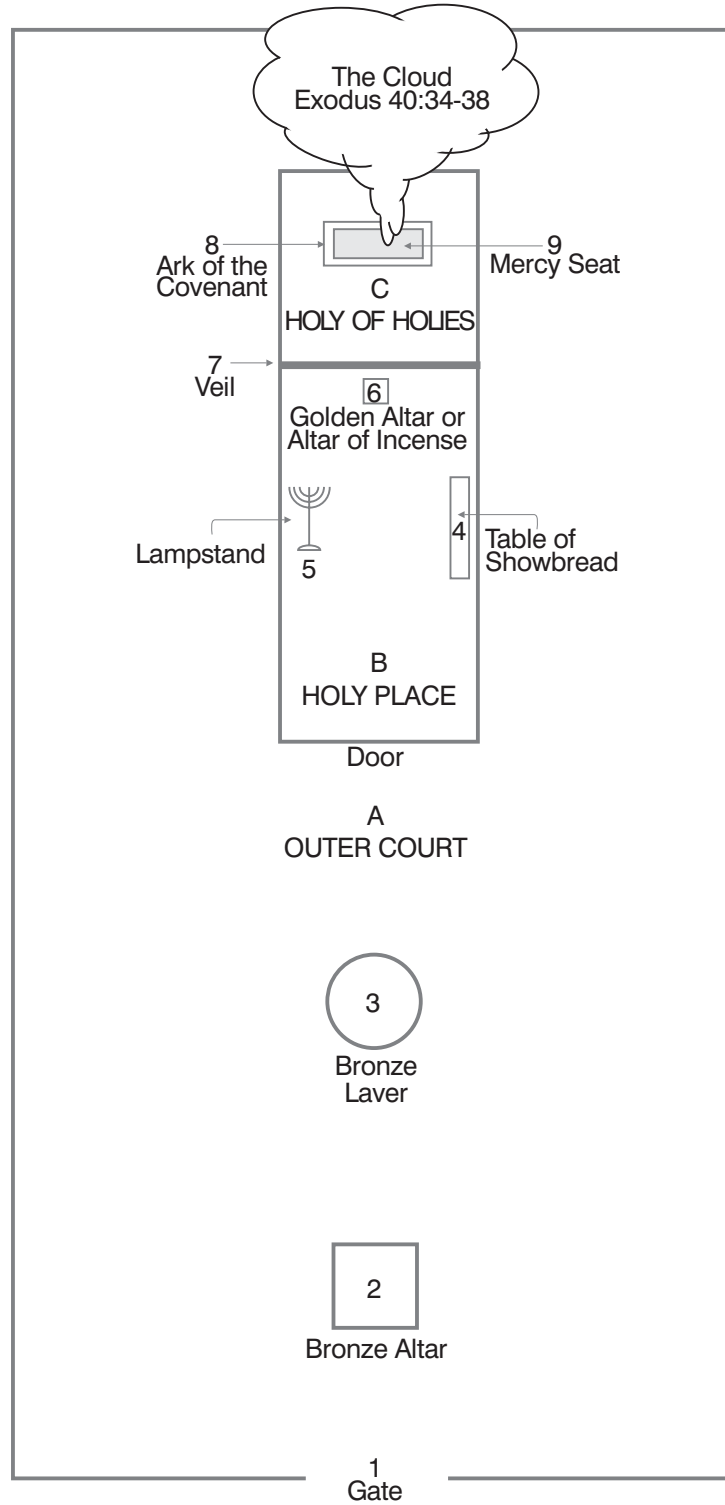 The Cloud
Exodus 40:34-38
8
Ark of the
Covenant
9
Mercy Seat
C
HOLY OF HOLIES
7
Veil
6
Golden Altar or
Altar of Incense
Lampstand
5
4
Table of
Showbread
B
HOLY PLACE
Door
A
OUTER COURT
3
Bronze
Laver
2
Bronze Altar
1
Gate